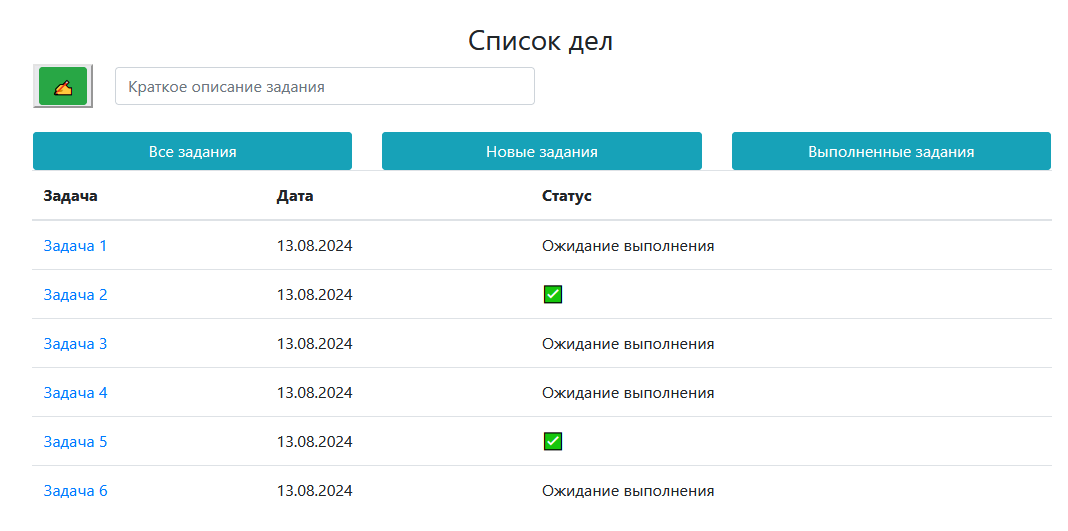 Список дел
Краткое описание задания
Все задания Новые задания Выполненные задания
Задача Дата Статус
Задача 1 13.08.2024 Ожидание выполнения
Задача 2 13.08.2024
Задача 3 13.08.2024 Ожидание выполнения
Задача 4 13.08.2024 Ожидание выполнения
Задача 5 13.08.2024
Задача 6 13.08.2024 Ожидание выполнения